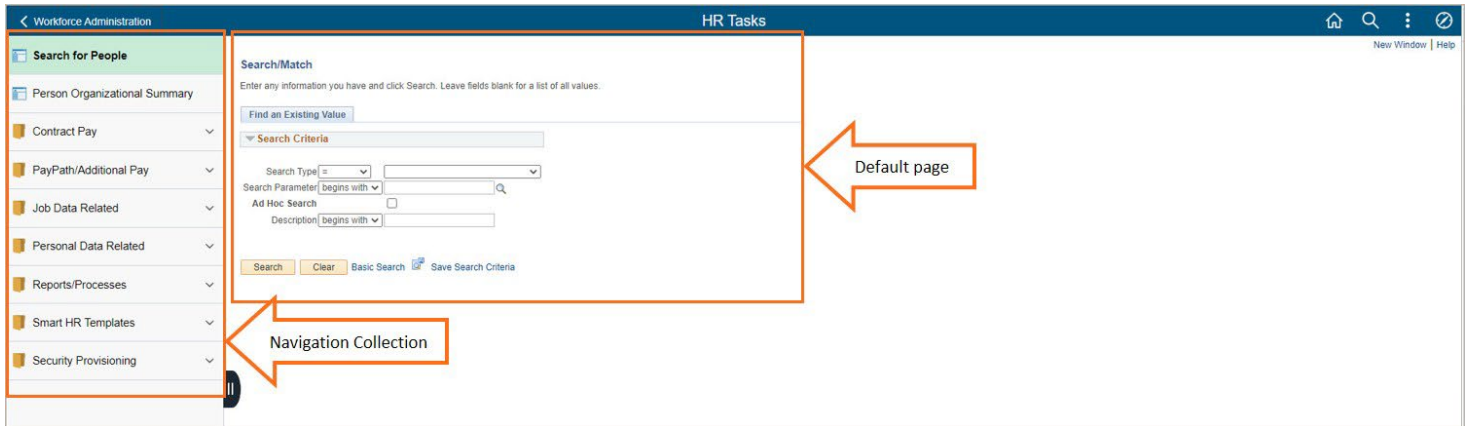 Workforce Administration
HR Tasks
New Window | Help
Search for People
Person Organizational Summary
Contract Pay
PayPath/Additional Pay
Job Data Related
Personal Data Related
Reports/Processes
Smart HR Templates
Security Provisioning
Search/Match
Enter any information you have and click Search. Leave fields blank for a list of all values.
Find an Existing Value
Search Criteria
Search Type =
Search Parameter begins with
Ad Hoc Search
Description begins with
Search Clear Basic Search Save Search Criteria
Default page
Navigation Collection